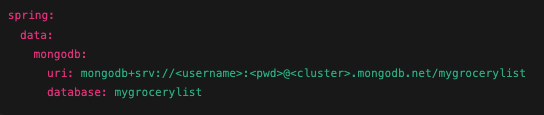 spring:
  data:
    mongodb:
      uri: mongodb+srv://<username>:<pwd>@<cluster>.mongodb.net/mygrocerylist
      database: mygrocerylist